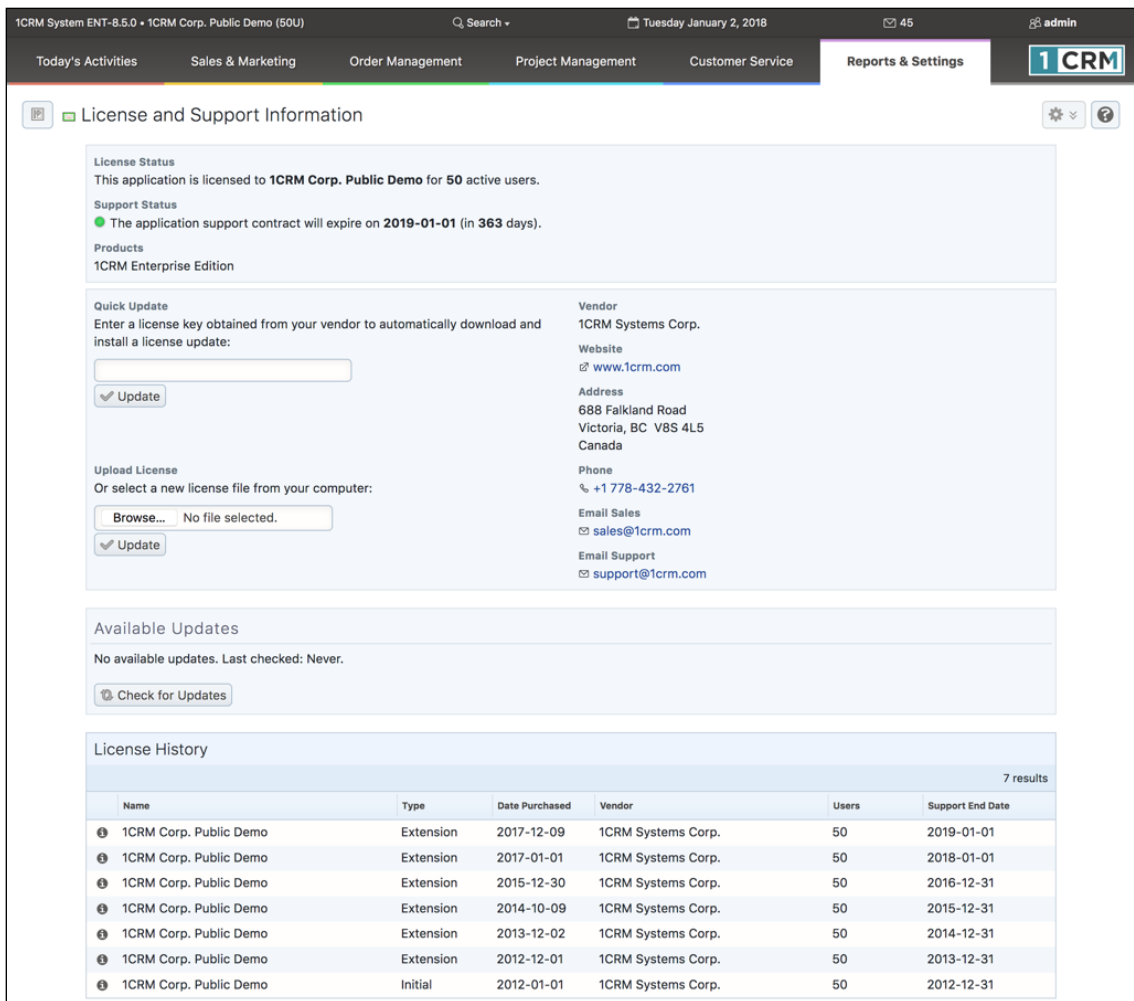 1CRM System ENT-8.5.0 • 1CRM Corp. Public Demo (50U) Search Tuesday January 2, 2018 45 admin
Today's Activities Sales & Marketing Order Management Project Management Customer Service Reports & Settings 1 CRM
License and Support Information
License Status
This application is licensed to 1CRM Corp. Public Demo for 50 active users.
Support Status
The application support contract will expire on 2019-01-01 (in 363 days).
Products
1CRM Enterprise Edition
Quick Update
Enter a license key obtained from your vendor to automatically download and
install a license update:
Update
Upload License
Or select a new license file from your computer:
Browse... No file selected.
Update
Vendor
1CRM Systems Corp.
Website
www.1crm.com
Address
688 Falkland Road
Victoria, BC V8S 4L5
Canada
Phone
+1 778-432-2761
Email Sales
sales@1crm.com
Email Support
support@1crm.com
Available Updates
No available updates. Last checked: Never.
Check for Updates
License History
7 results
Name Type Date Purchased Vendor Users Support End Date
1CRM Corp. Public Demo Extension 2017-12-09 1CRM Systems Corp. 50 2019-01-01
1CRM Corp. Public Demo Extension 2017-01-01 1CRM Systems Corp. 50 2018-01-01
1CRM Corp. Public Demo Extension 2015-12-30 1CRM Systems Corp. 50 2016-12-31
1CRM Corp. Public Demo Extension 2014-10-09 1CRM Systems Corp. 50 2015-12-31
1CRM Corp. Public Demo Extension 2013-12-02 1CRM Systems Corp. 50 2014-12-31
1CRM Corp. Public Demo Extension 2012-12-01 1CRM Systems Corp. 50 2013-12-31
1CRM Corp. Public Demo Initial 2012-01-01 1CRM Systems Corp. 50 2012-12-31